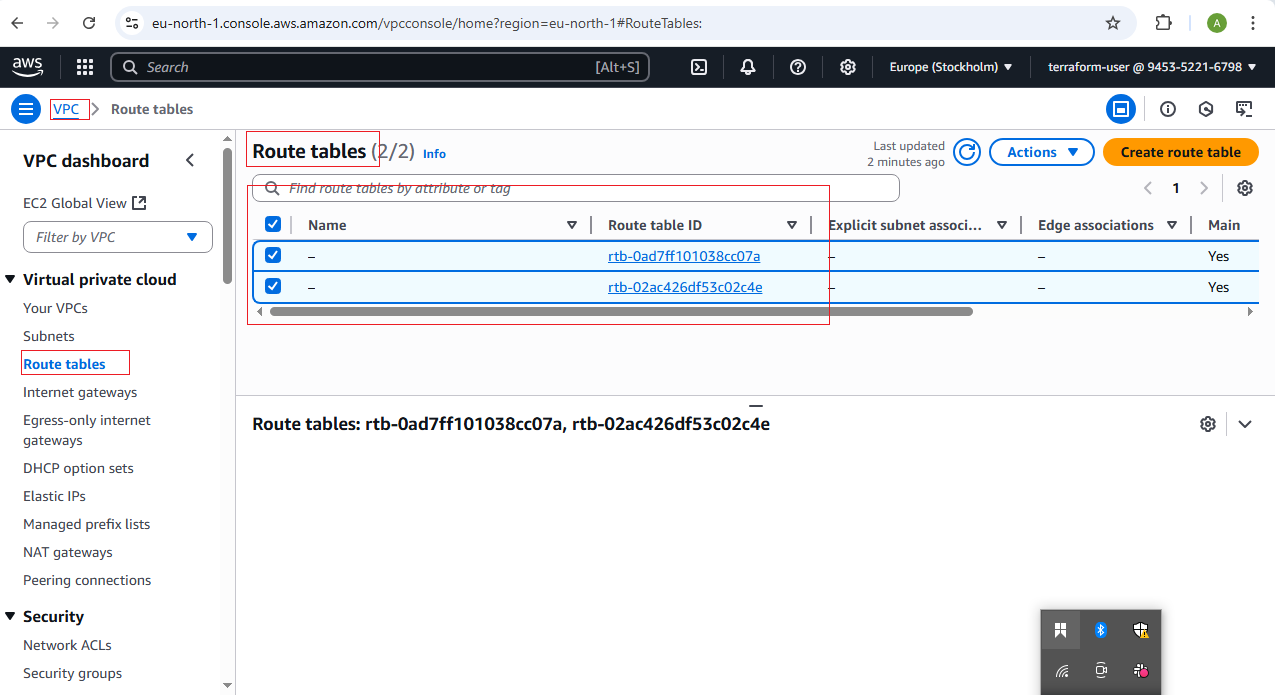 eu-north-1.console.aws.amazon.com/vpcconsole/home?region=eu-north-1#RouteTables:
A
aws
Search
[Alt+S]
Europe (Stockholm)
terraform-user @ 9453-5221-6798
VPC
Route tables
VPC dashboard
EC2 Global View
Filter by VPC
Virtual private cloud
Your VPCs
Subnets
Route tables
Internet gateways
Egress-only internet
gateways
DHCP option sets
Elastic IPs
Managed prefix lists
NAT gateways
Peering connections
Security
Network ACLs
Security groups
Route tables (2/2) Info
Last updated
2 minutes ago
Actions
Create route table
Find route tables by attribute or tag
1
Name Route table ID Explicit subnet associ... Edge associations Main
– rtb-0ad7ff101038cc07a – – Yes
– rtb-02ac426df53c02c4e – – Yes
Route tables: rtb-0ad7ff101038cc07a, rtb-02ac426df53c02c4e